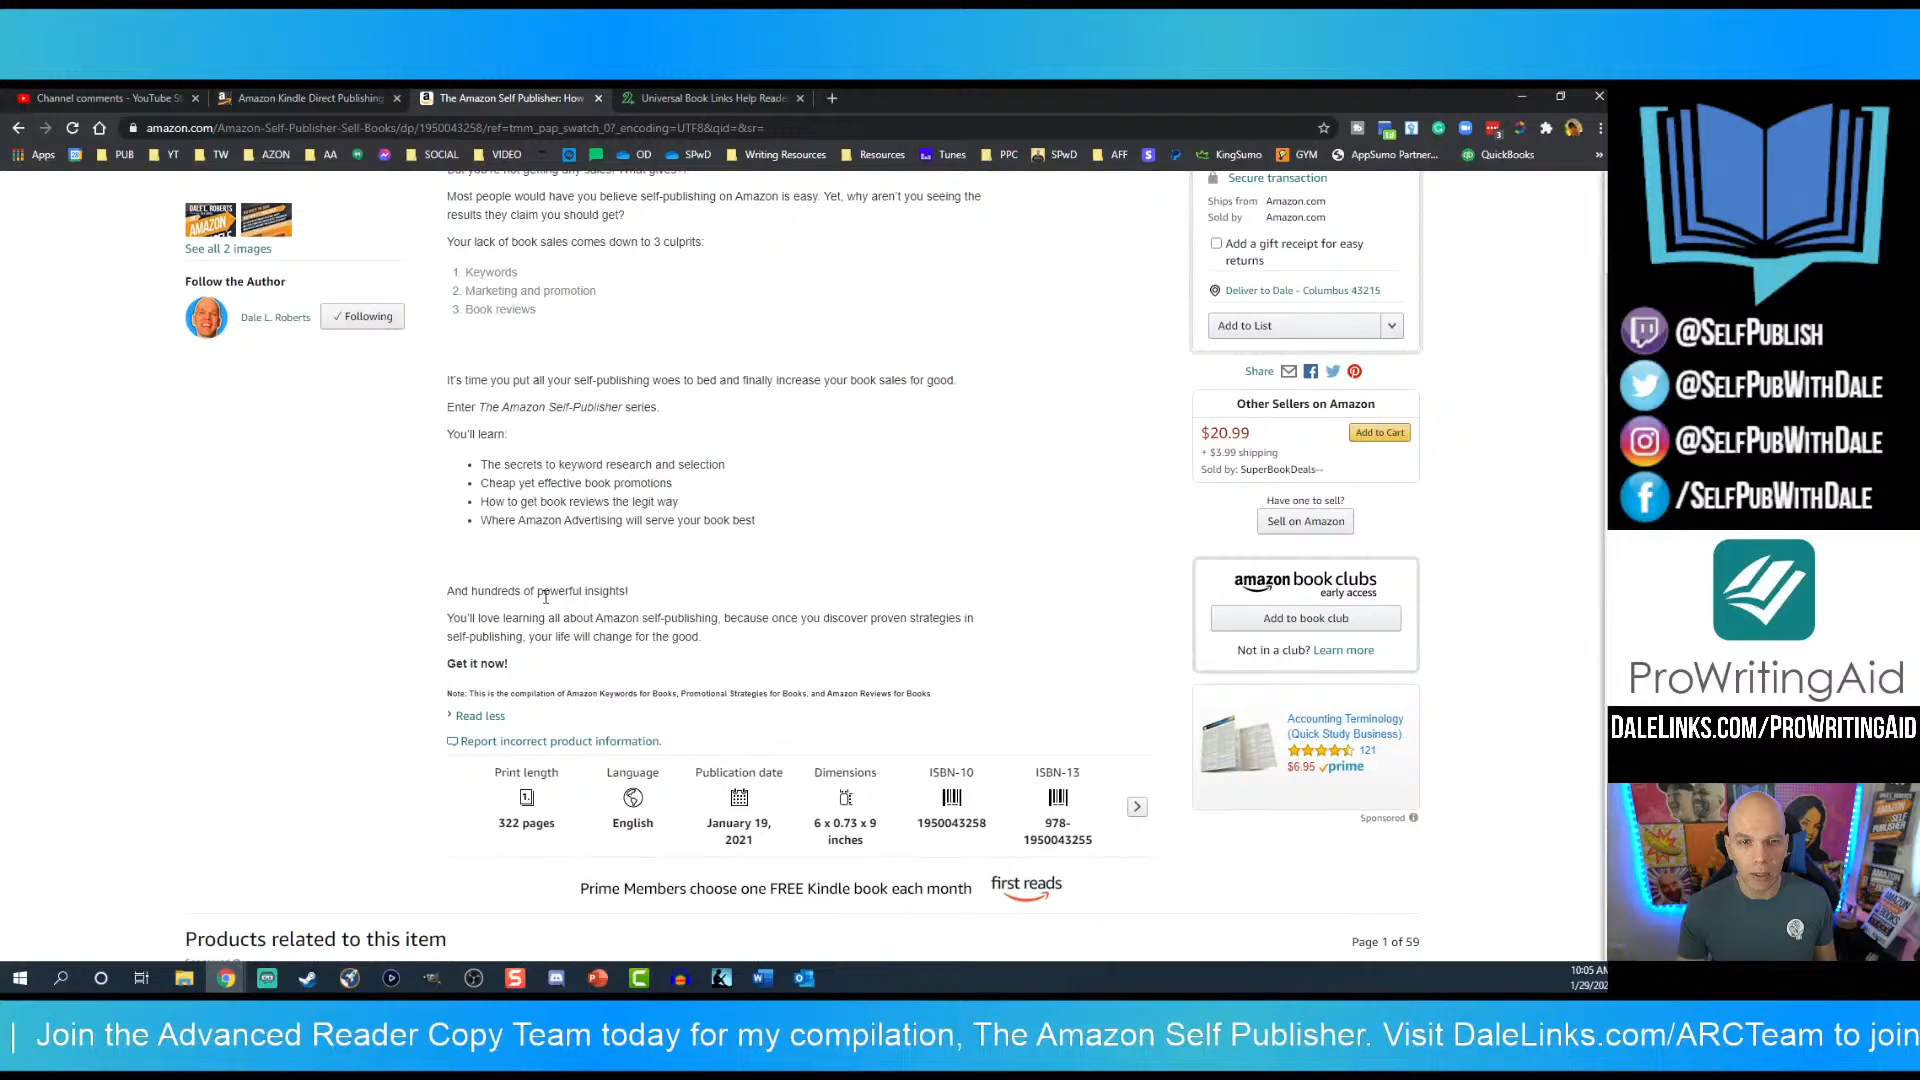 Channel comments - YouTube St
Amazon Kindle Direct Publishing
The Amazon Self Publisher: How
Universal Book Links Help Reade
amazon.com/Amazon-Self-Publisher-Sell-Books/dp/1950043258/ref=tmm_pap_swatch_0?_encoding=UTF8&qid=&sr=
Apps
PUB
YT
TW
AZON
AA
SOCIAL
VIDEO
OD
SPwD
Writing Resources
Resources
Tunes
PPC
SPwD
AFF
KingSumo
GYM
AppSumo Partner...
QuickBooks
But you're not getting any sales! What gives?!
Most people would have you believe self-publishing on Amazon is easy. Yet, why aren't you seeing the
results they claim you should get?
Your lack of book sales comes down to 3 culprits:
1. Keywords
2. Marketing and promotion
3. Book reviews
It's time you put all your self-publishing woes to bed and finally increase your book sales for good.
Enter The Amazon Self-Publisher series.
You'll learn:
• The secrets to keyword research and selection
• Cheap yet effective book promotions
• How to get book reviews the legit way
• Where Amazon Advertising will serve your book best
And hundreds of powerful insights!
You'll love learning all about Amazon self-publishing, because once you discover proven strategies in
self-publishing, your life will change for the good.
Get it now!
Note: This is the compilation of Amazon Keywords for Books, Promotional Strategies for Books, and Amazon Reviews for Books.
Read less
Report incorrect product information.
See all 2 images
Follow the Author
Dale L. Roberts
✓ Following
Print length
322 pages
Language
English
Publication date
January 19,
2021
Dimensions
6 x 0.73 x 9
inches
ISBN-10
1950043258
ISBN-13
978-
1950043255
Prime Members choose one FREE Kindle book each month
first reads
Products related to this item
Page 1 of 59
Secure transaction
Ships from Amazon.com
Sold by Amazon.com
Add a gift receipt for easy
returns
Deliver to Dale - Columbus 43215
Add to List
Share
Other Sellers on Amazon
$20.99
Add to Cart
+ $3.99 shipping
Sold by: SuperBookDeals--
Have one to sell?
Sell on Amazon
amazon book clubs
early access
Add to book club
Not in a club? Learn more
Accounting Terminology
(Quick Study Business)
121
$6.95 ✓prime
Sponsored
@SelfPublish
@SelfPubWithDale
@SelfPubWithDale
/SelfPubWithDale
ProWritingAid
DaleLinks.com/ProWritingAid
10:05 AM
1/29/202
| Join the Advanced Reader Copy Team today for my compilation, The Amazon Self Publisher. Visit DaleLinks.com/ARCTeam to join